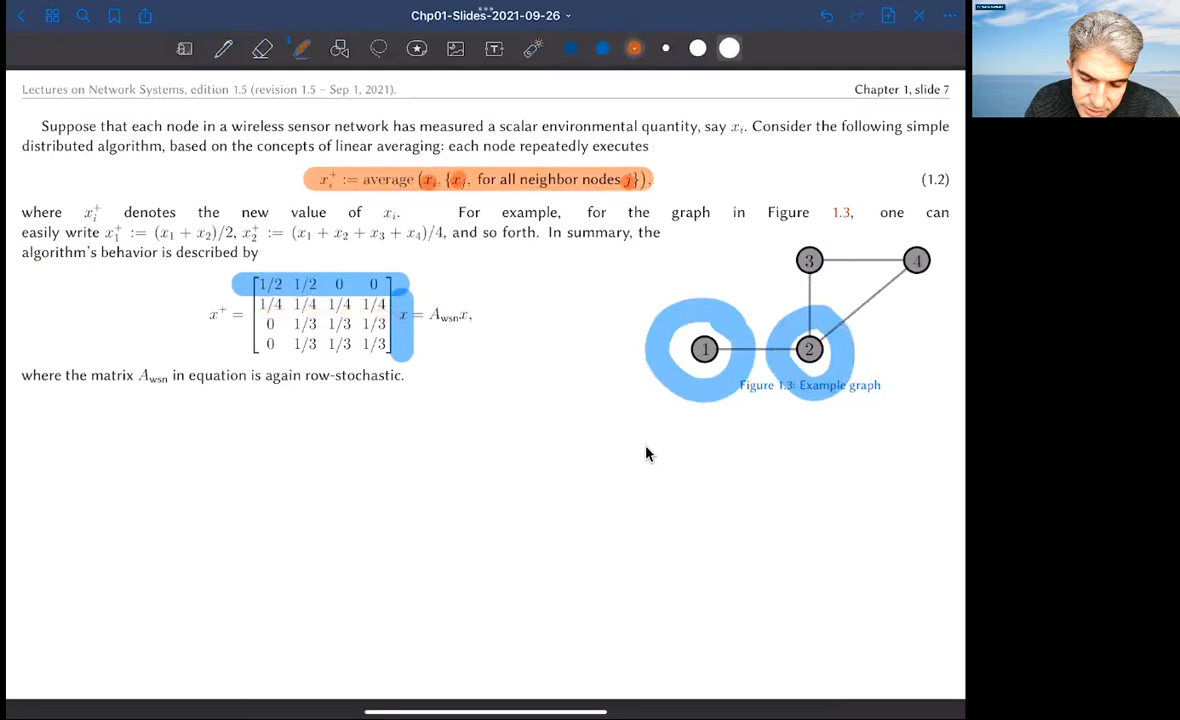 Chp01-Slides-2021-09-26
Lectures on Network Systems, edition 1.5 (revision 1.5 – Sep 1, 2021).
Chapter 1, slide 7
Suppose that each node in a wireless sensor network has measured a scalar environmental quantity, say xᵢ. Consider the following simple
distributed algorithm, based on the concepts of linear averaging: each node repeatedly executes
xᵢ⁺ := average (xᵢ, {xⱼ, for all neighbor nodes j}),
(1.2)
where xᵢ⁺ denotes the new value of xᵢ. For example, for the graph in Figure 1.3, one can
easily write x₁⁺ := (x₁ + x₂)/2, x₂⁺ := (x₁ + x₂ + x₃ + x₄)/4, and so forth. In summary, the
algorithm's behavior is described by
1/2 1/2 0 0
1/4 1/4 1/4 1/4
x⁺ = x = A_wsn x,
0 1/3 1/3 1/3
0 1/3 1/3 1/3
where the matrix A_wsn in equation is again row-stochastic.
3 4
1 2
Figure 1.3: Example graph